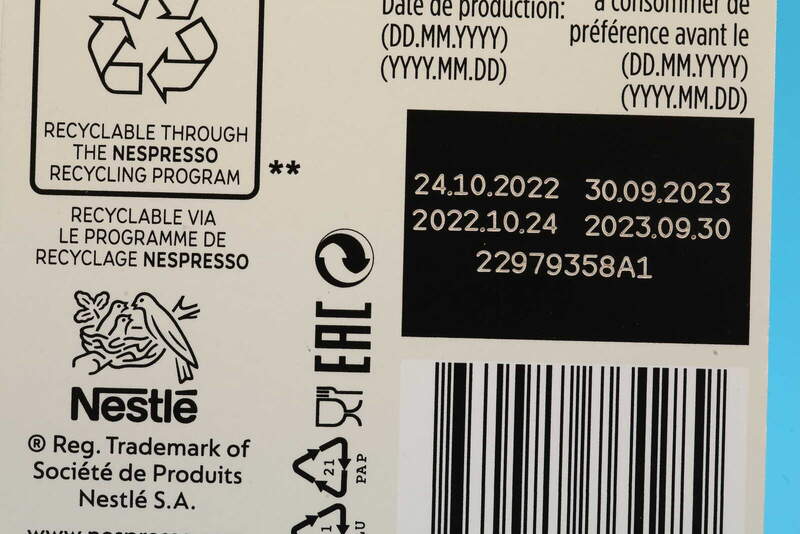 Date de production:
(DD.MM.YYYY)
(YYYY.MM.DD)
à consommer de
préférence avant le
(DD.MM.YYYY)
(YYYY.MM.DD)
24.10.2022 30.09.2023
2022.10.24 2023.09.30
22979358A1
RECYCLABLE THROUGH
THE NESPRESSO
RECYCLING PROGRAM **
RECYCLABLE VIA
LE PROGRAMME DE
RECYCLAGE NESPRESSO
Nestlé
® Reg. Trademark of
Société de Produits
Nestlé S.A.
EAC
21
PAP